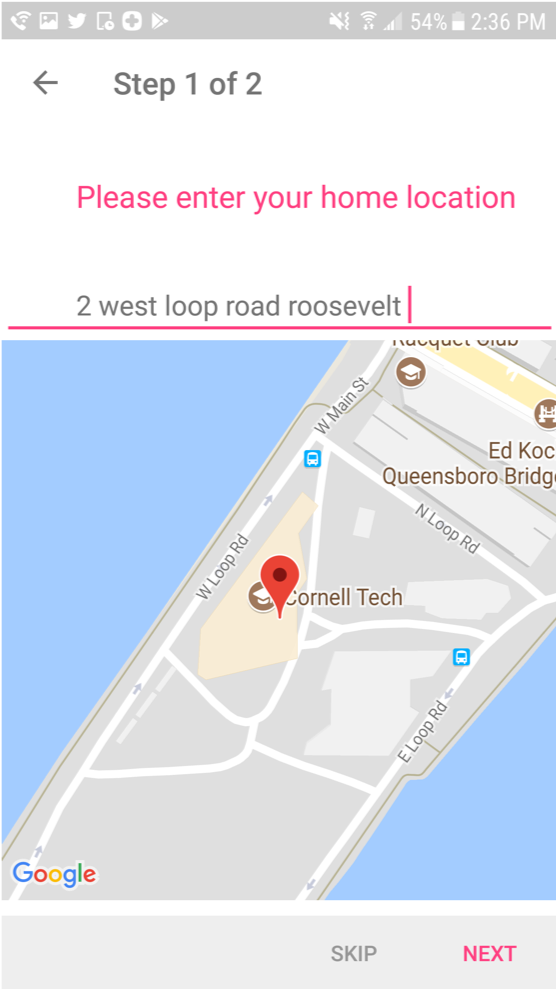 54% 2:36 PM
Step 1 of 2
Please enter your home location
2 west loop road roosevelt
Racquet Club
W Main St
Ed Koc
Queensboro Bridge
N Loop Rd
W Loop Rd
Cornell Tech
E Loop Rd
Google
SKIP NEXT